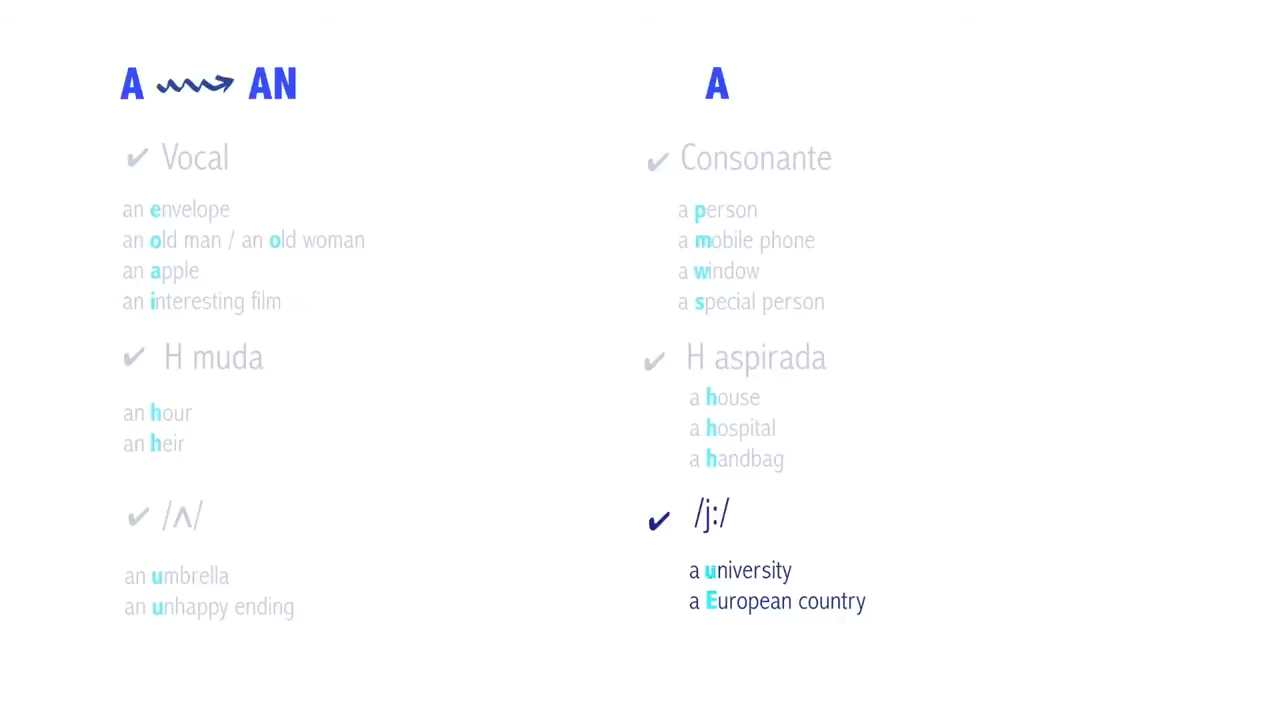 A AN
✔ Vocal
an envelope
an old man / an old woman
an apple
an interesting film
✔ H muda
an hour
an heir
✔ /ʌ/
an umbrella
an unhappy ending
A
✔ Consonante
a person
a mobile phone
a window
a special person
✔ H aspirada
a house
a hospital
a handbag
✔ /j:/
a university
a European country